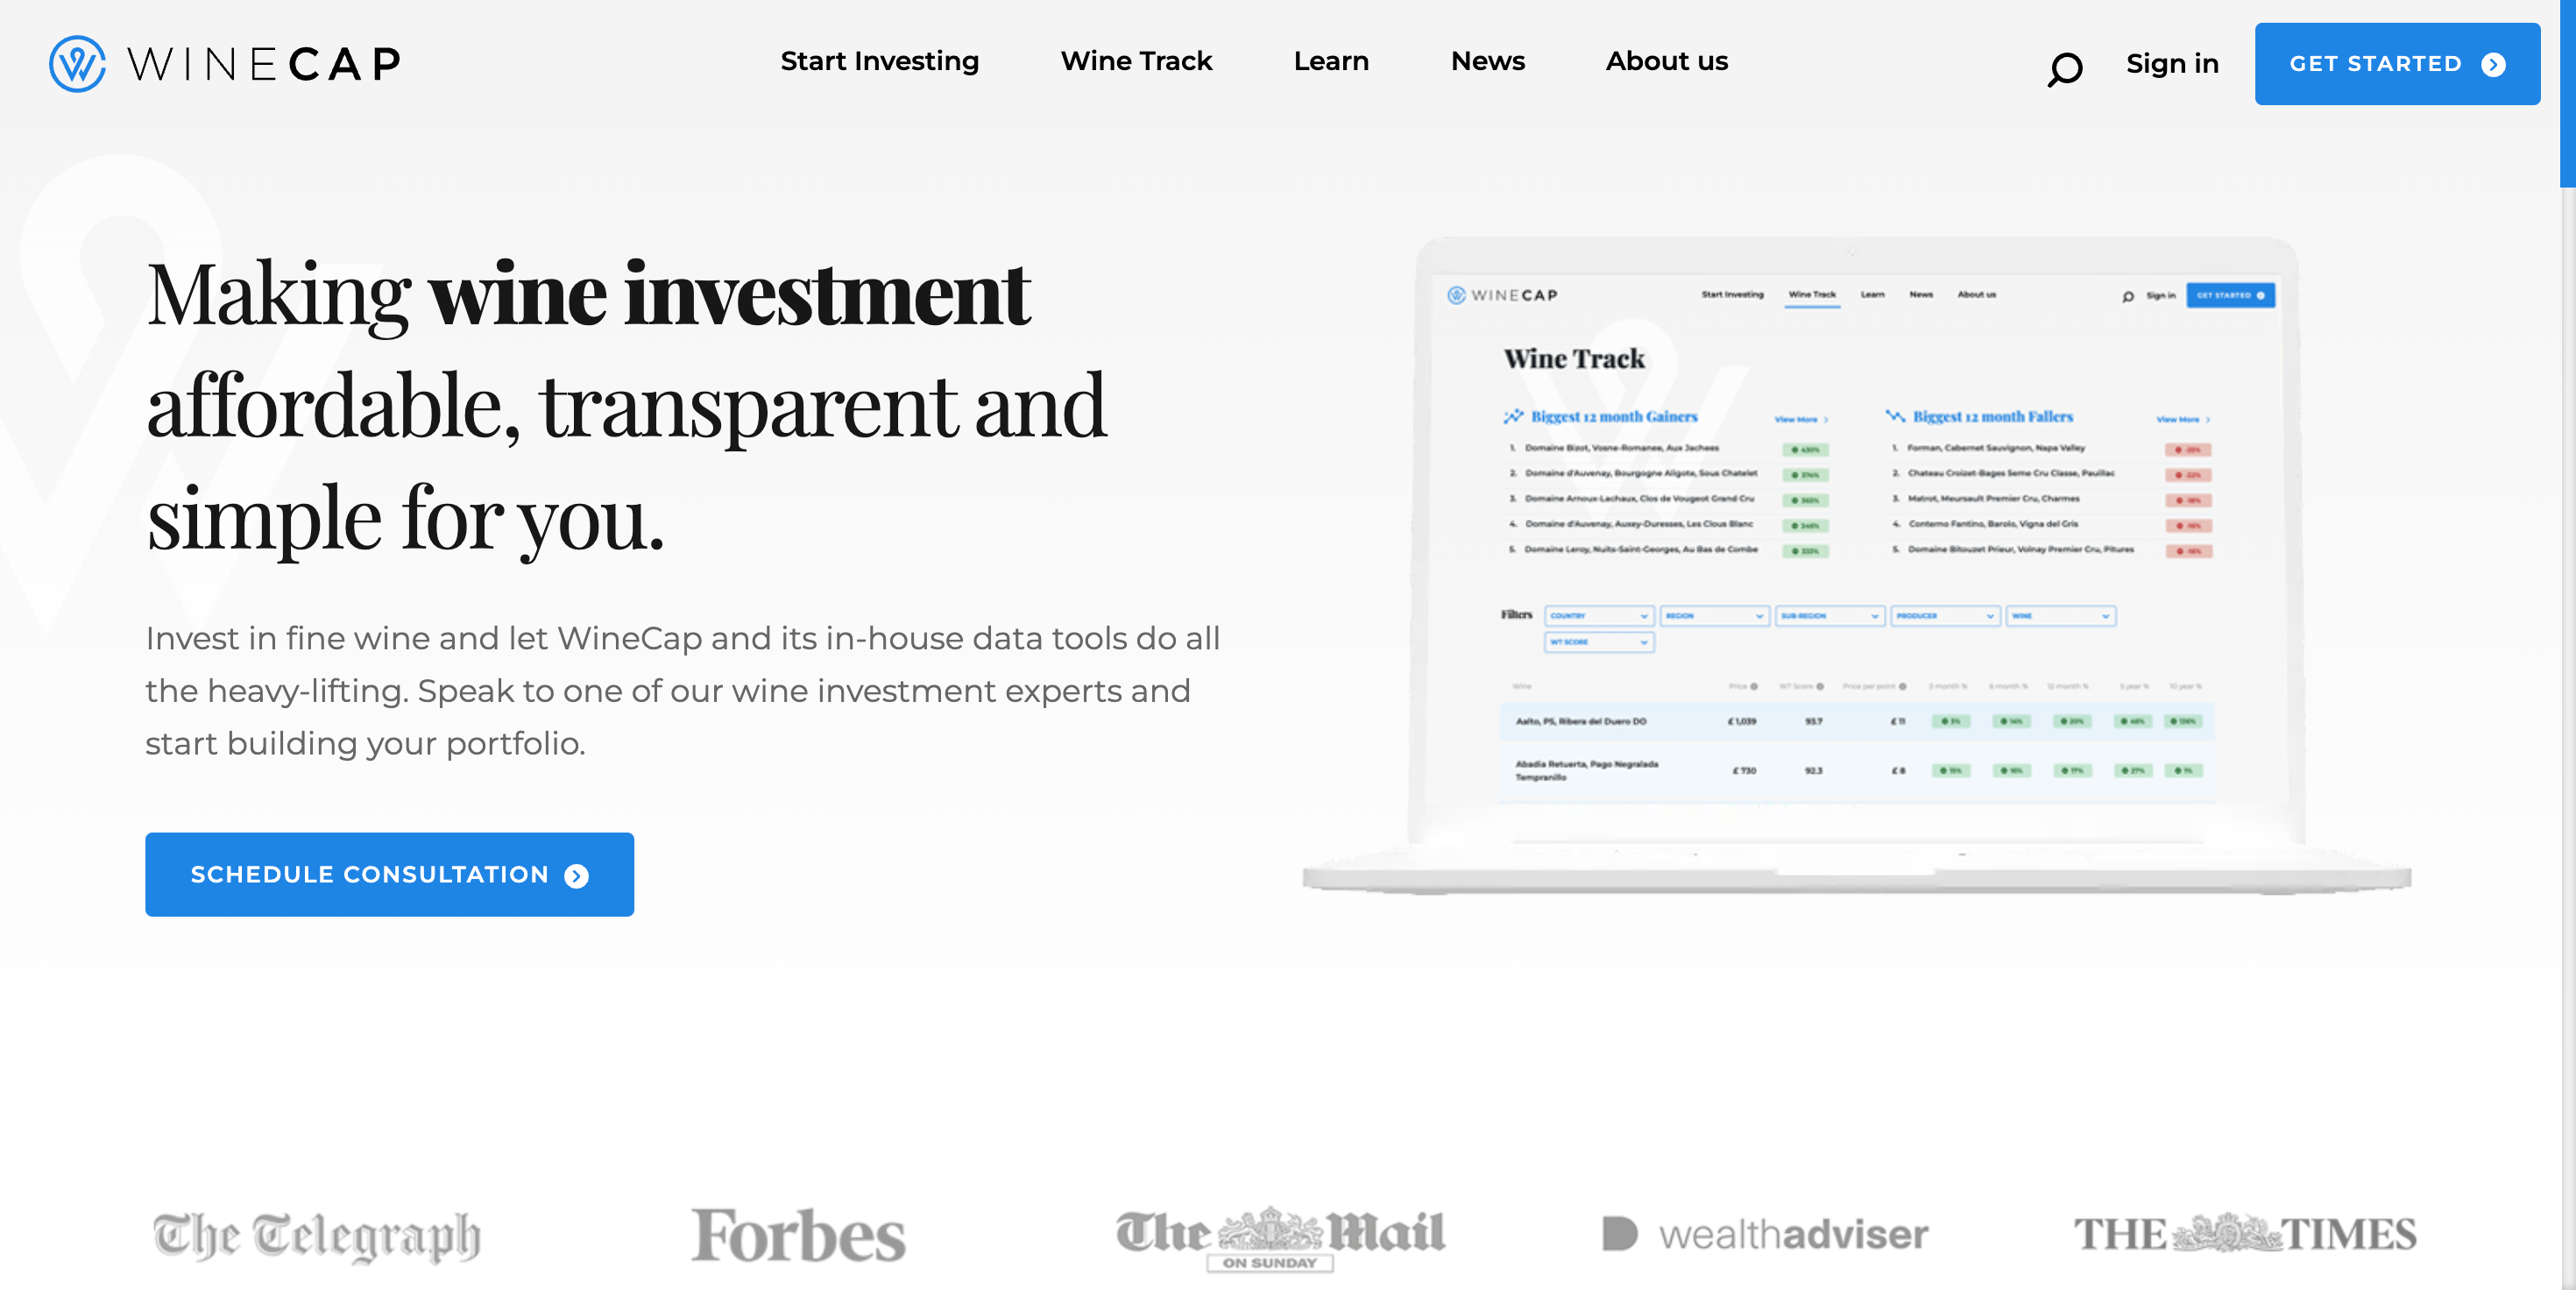 WINECAP
Start Investing
Wine Track
Learn
News
About us
Sign in
GET STARTED
Making wine investment
affordable, transparent and
simple for you.
Invest in fine wine and let WineCap and its in-house data tools do all
the heavy-lifting. Speak to one of our wine investment experts and
start building your portfolio.
SCHEDULE CONSULTATION
WINECAP
Start Investing
Wine Track
Learn
News
About us
Sign in
GET STARTED
Wine Track
Biggest 12 month Gainers
View More
1. Domaine Bizot, Vosne-Romanee, Aux Jachees
2. Domaine d'Auvenay, Bourgogne Aligote, Sous Chatelet
3. Domaine Arnoux-Lachaux, Clos de Vougeot Grand Cru
4. Domaine d'Auvenay, Auxey-Duresses, Les Clous Blanc
5. Domaine Leroy, Nuits-Saint-Georges, Au Bas de Combe 333%
Biggest 12 month Fallers
View More
1. Forman, Cabernet Sauvignon, Napa Valley
2. Chateau Croizet-Bages 5eme Cru Classe, Pauillac
3. Matrot, Meursault Premier Cru, Charmes
4. Conterno Fantino, Barolo, Vigna del Gris
5. Domaine Bitouzet Prieur, Volnay Premier Cru, Pitures
Filters
COUNTRY
REGION
SUB-REGION
PRODUCER
WINE
WT SCORE
Wine Price WT Score Price per point 3 month % 6 month % 12 month % 5 year % 10 year %
Aalto, PS, Ribera del Duero DO £1,039 93.7 £11 3% 14% 20%
Abadia Retuerta, Pago Negralada £730 92.3 £8 17% 27% 1%
Tempranillo
The Telegraph
Forbes
The Mail
ON SUNDAY
wealthadviser
THE TIMES